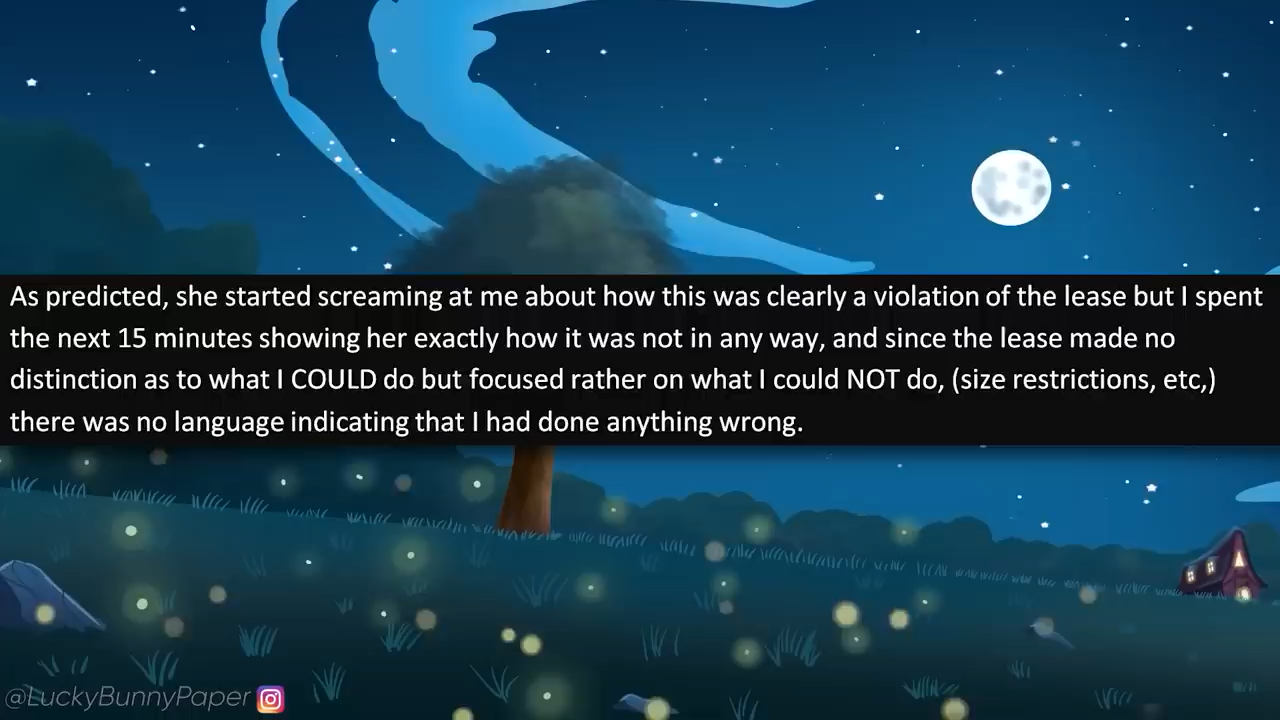 As predicted, she started screaming at me about how this was clearly a violation of the lease but I spent
the next 15 minutes showing her exactly how it was not in any way, and since the lease made no
distinction as to what I COULD do but focused rather on what I could NOT do, (size restrictions, etc,)
there was no language indicating that I had done anything wrong.
@LuckyBunnyPaper